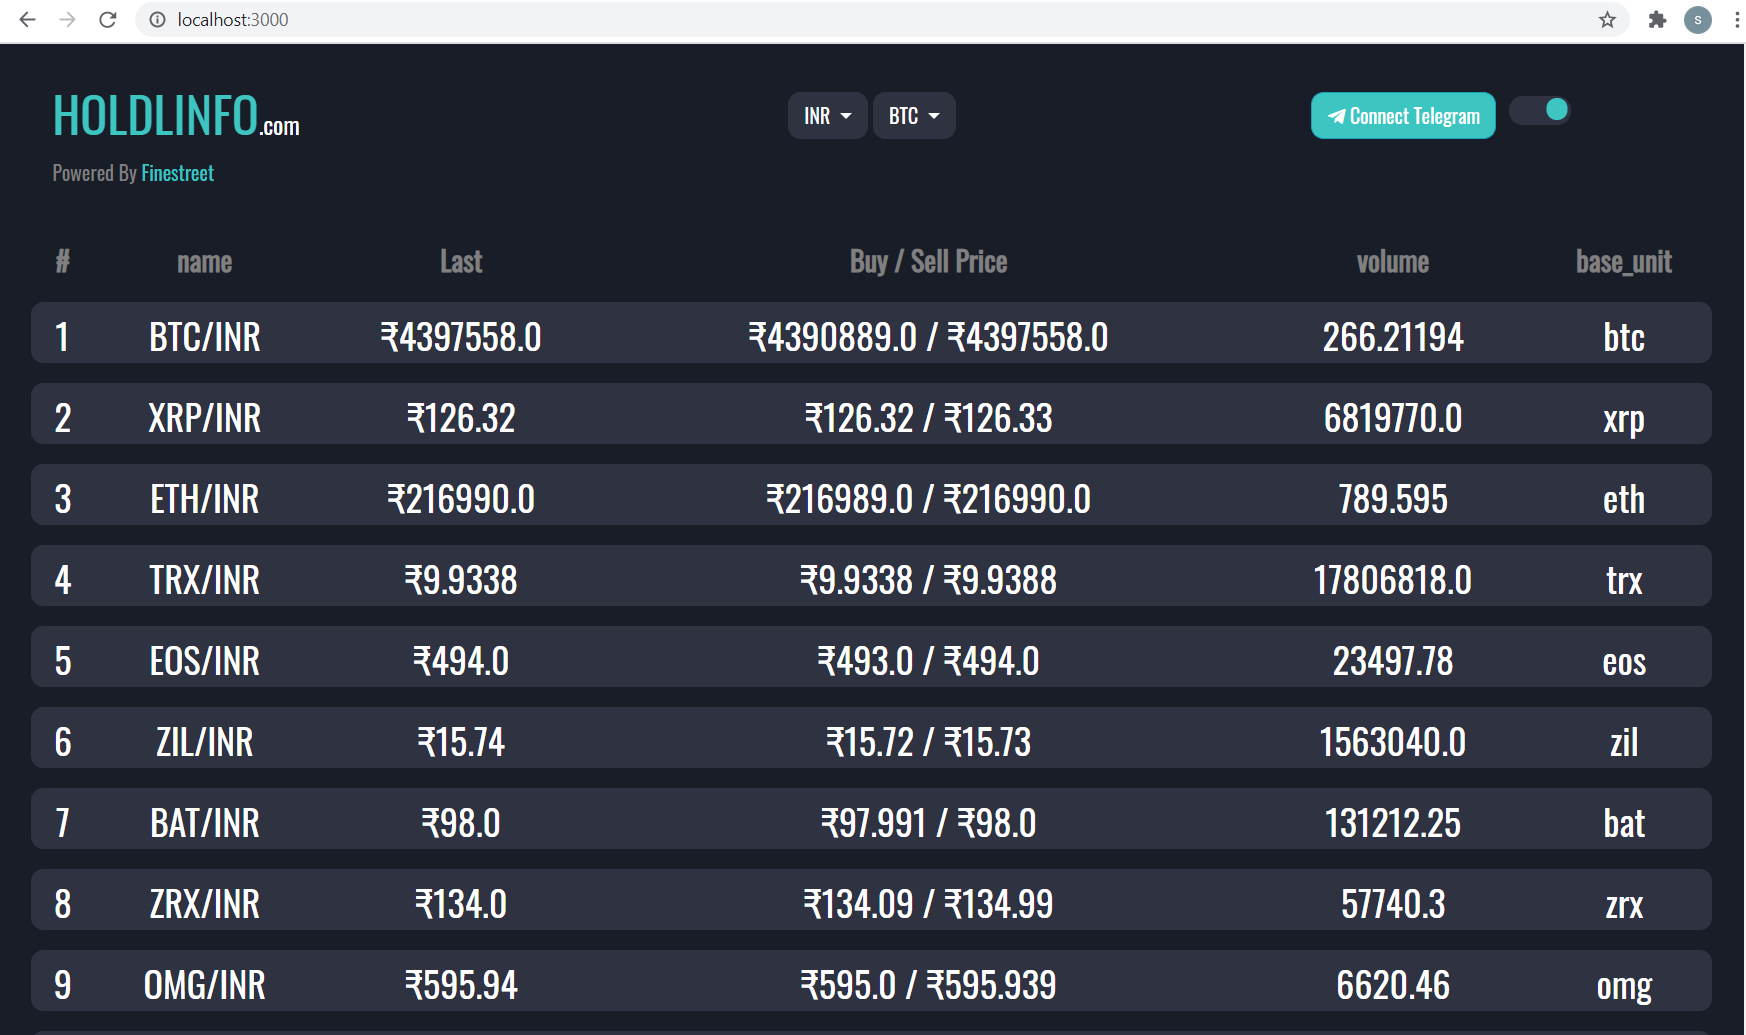 localhost:3000
S
HOLDLINFO.com
INR BTC
Connect Telegram
Powered By Finestreet
# name Last Buy / Sell Price volume base_unit
1 BTC/INR ₹4397558.0 ₹4390889.0 / ₹4397558.0 266.21194 btc
2 XRP/INR ₹126.32 ₹126.32 / ₹126.33 6819770.0 xrp
3 ETH/INR ₹216990.0 ₹216989.0 / ₹216990.0 789.595 eth
4 TRX/INR ₹9.9338 ₹9.9338 / ₹9.9388 17806818.0 trx
5 EOS/INR ₹494.0 ₹493.0 / ₹494.0 23497.78 eos
6 ZIL/INR ₹15.74 ₹15.72 / ₹15.73 1563040.0 zil
7 BAT/INR ₹98.0 ₹97.991 / ₹98.0 131212.25 bat
8 ZRX/INR ₹134.0 ₹134.09 / ₹134.99 57740.3 zrx
9 OMG/INR ₹595.94 ₹595.0 / ₹595.939 6620.46 omg